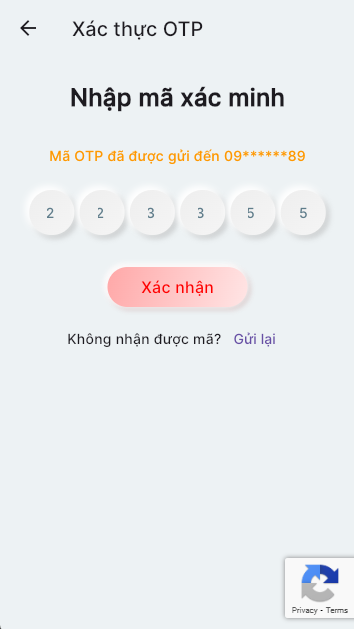 Xác thực OTP
Nhập mã xác minh
Mã OTP đã được gửi đến 09******89
2 2 3 3 5 5
Xác nhận
Không nhận được mã? Gửi lại
Privacy - Terms